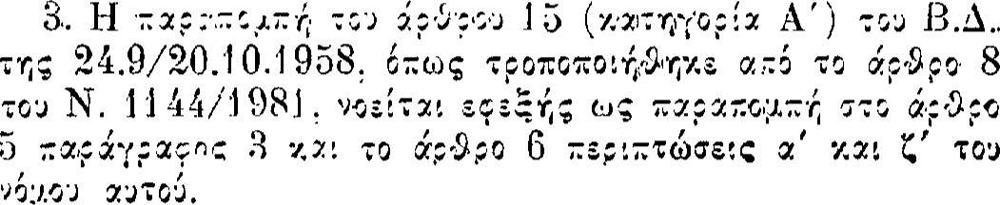 3. Η παραπομπή του άρθρου 15 (κατηγορία Α΄) του Β.Δ.
της 24.9/20.10.1958, όπως τροποποιήθηκε από το άρθρο 8
του Ν. 1144/1981, νοείται εφεξής ως παραπομπή στο άρθρο
5 παράγραφος 3 και το άρθρο 6 περιπτώσεις α΄ και ζ΄ του
νόμου αυτού.